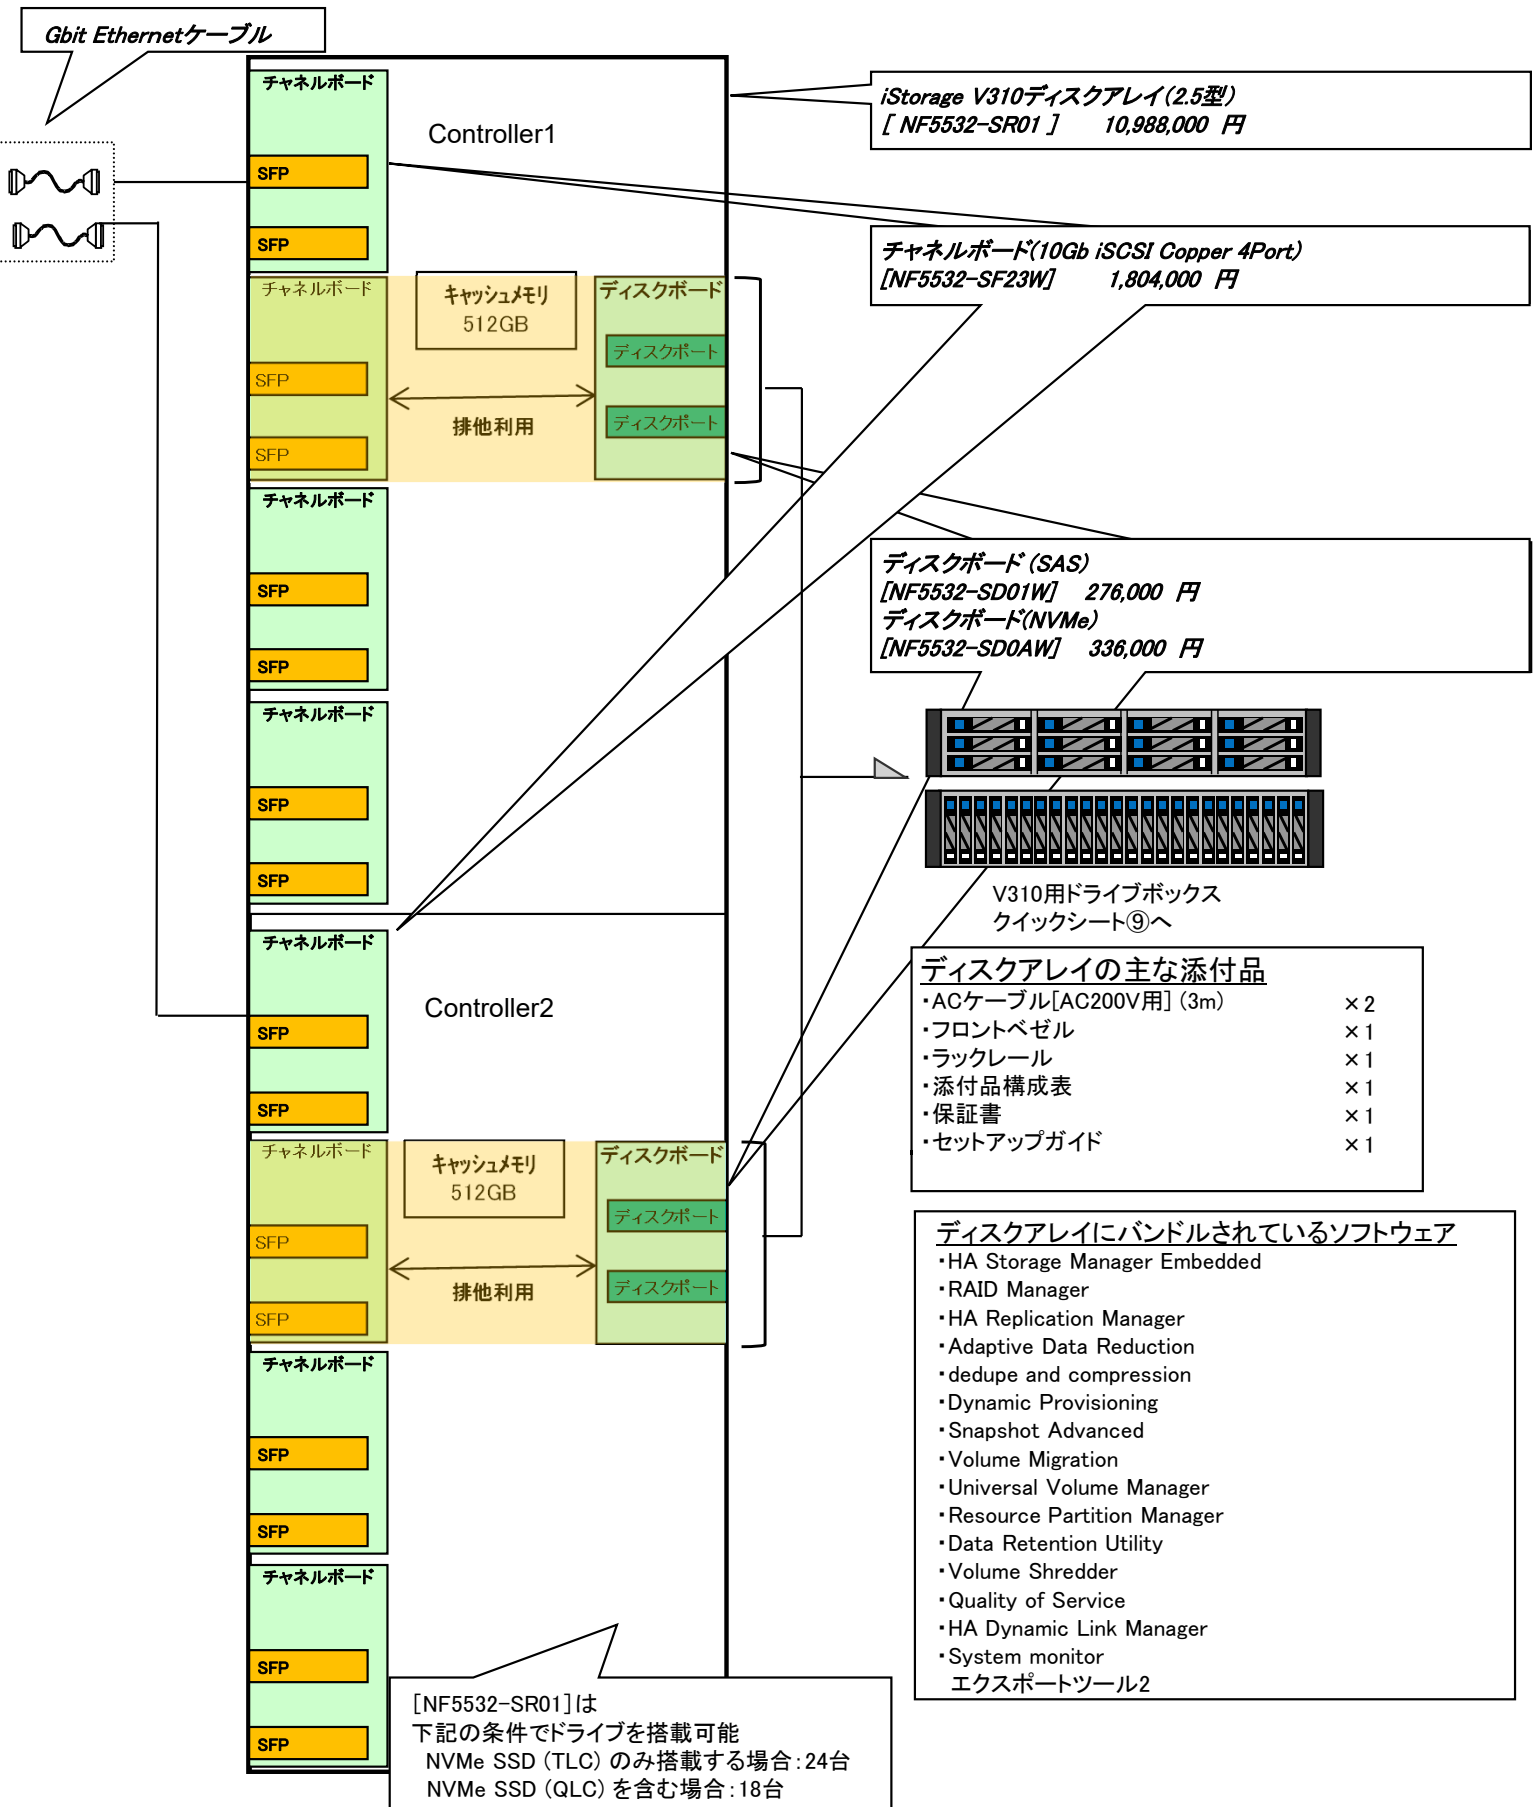 Gbit Ethernetケーブル
チャネルボード
Controller1
SFP
SFP
iStorage V310ディスクアレイ(2.5型)
[ NF5532-SR01 ] 10,988,000 円
チャネルボード(10Gb iSCSI Copper 4Port)
[NF5532-SF23W] 1,804,000 円
チャネルボード
キャッシュメモリ
512GB
ディスクボード
ディスクポート
SFP
排他利用
ディスクポート
SFP
チャネルボード
SFP
SFP
ディスクボード (SAS)
[NF5532-SD01W] 276,000 円
ディスクボード(NVMe)
[NF5532-SD0AW] 336,000 円
チャネルボード
SFP
SFP
V310用ドライブボックス
クイックシート⑨へ
チャネルボード
Controller2
SFP
SFP
ディスクアレイの主な添付品
・ACケーブル[AC200V用] (3m) ×2
・フロントベゼル ×1
・ラックレール ×1
・添付品構成表 ×1
・保証書 ×1
・セットアップガイド ×1
チャネルボード
キャッシュメモリ
512GB
ディスクボード
ディスクポート
SFP
排他利用
ディスクポート
SFP
ディスクアレイにバンドルされているソフトウェア
・HA Storage Manager Embedded
・RAID Manager
・HA Replication Manager
・Adaptive Data Reduction
・dedupe and compression
・Dynamic Provisioning
・Snapshot Advanced
・Volume Migration
・Universal Volume Manager
・Resource Partition Manager
・Data Retention Utility
・Volume Shredder
・Quality of Service
・HA Dynamic Link Manager
・System monitor
エクスポートツール2
チャネルボード
SFP
SFP
チャネルボード
SFP
SFP
[NF5532-SR01]は
下記の条件でドライブを搭載可能
NVMe SSD (TLC) のみ搭載する場合:24台
NVMe SSD (QLC) を含む場合:18台